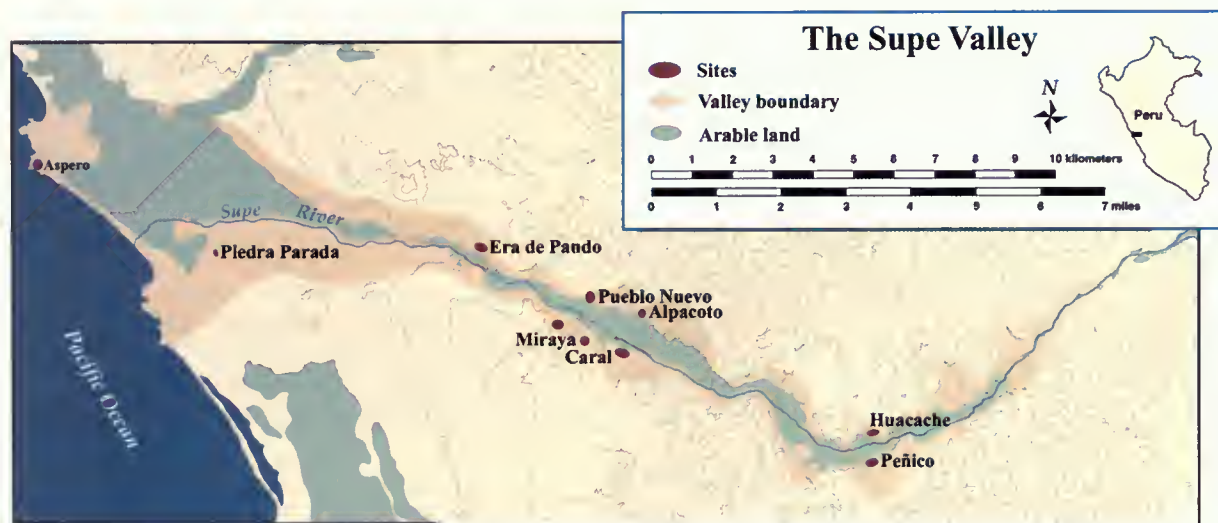 The Supe Valley
Sites
Valley boundary
Arable land
N
Peru
0 1 2 3 4 5 6 7 8 9 10 kilometers
0 1 2 3 4 5 6 7 miles
Aspero
Supe River
Piedra Parada
Era de Pando
Pueblo Nuevo
Alpacoto
Miraya
Caral
Pacific Ocean
Huacache
Peñico